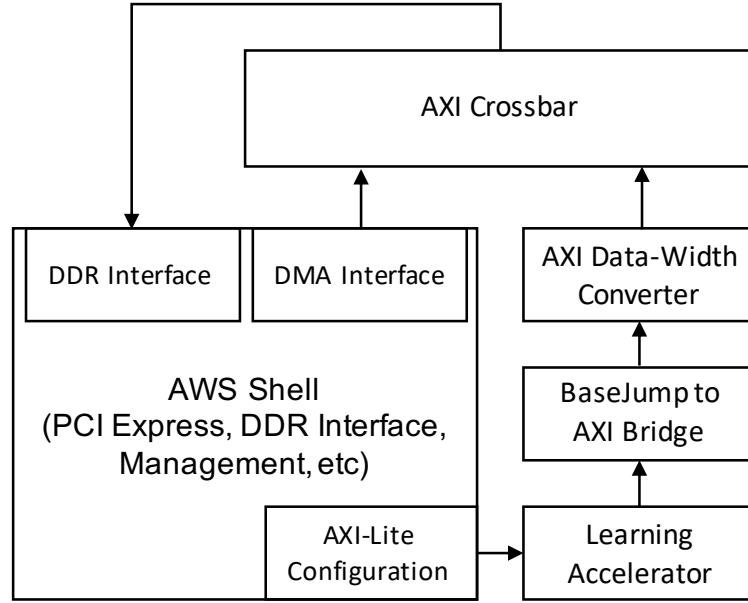 AXI Crossbar
DDR Interface
DMA Interface
AXI Data-Width
Converter
AWS Shell
(PCI Express, DDR Interface,
Management, etc)
BaseJump to
AXI Bridge
AXI-Lite
Configuration
Learning
Accelerator